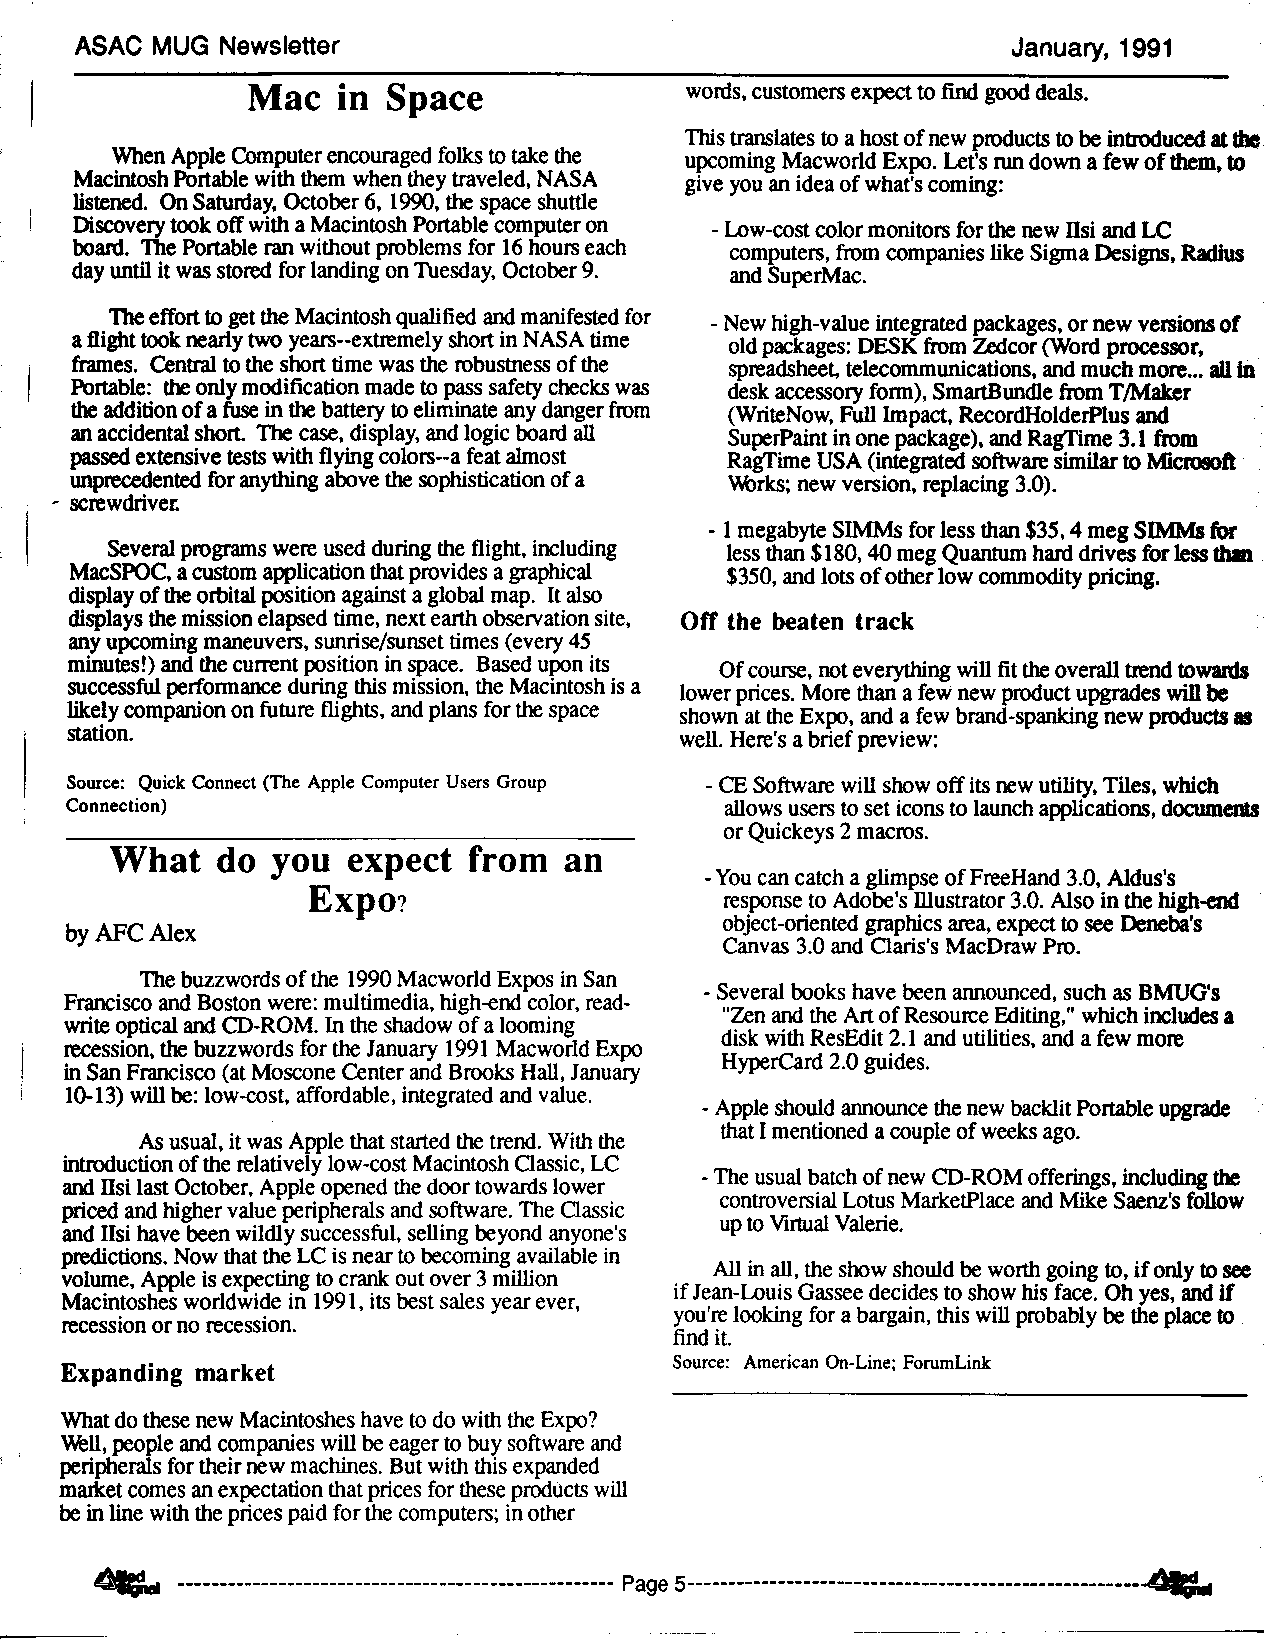 ASAC MUG Newsletter
January, 1991
Mac in Space
When Apple Computer encouraged folks to take the
Macintosh Portable with them when they traveled, NASA
listened. On Saturday, October 6, 1990, the space shuttle
Discovery took off with a Macintosh Portable computer on
board. The Portable ran without problems for 16 hours each
day until it was stored for landing on Tuesday, October 9.
The effort to get the Macintosh qualified and manifested for
a flight took nearly two years--extremely short in NASA time
frames. Central to the short time was the robustness of the
Portable: the only modification made to pass safety checks was
the addition of a fuse in the battery to eliminate any danger from
an accidental short. The case, display, and logic board all
passed extensive tests with flying colors--a feat almost
unprecedented for anything above the sophistication of a
screwdriver.
Several programs were used during the flight, including
MacSPOC, a custom application that provides a graphical
display of the orbital position against a global map. It also
displays the mission elapsed time, next earth observation site,
any upcoming maneuvers, sunrise/sunset times (every 45
minutes!) and the current position in space. Based upon its
successful performance during this mission, the Macintosh is a
likely companion on future flights, and plans for the space
station.
Source: Quick Connect (The Apple Computer Users Group
Connection)
What do you expect from an
Expo?
by AFC Alex
The buzzwords of the 1990 Macworld Expos in San
Francisco and Boston were: multimedia, high-end color, read-
write optical and CD-ROM. In the shadow of a looming
recession, the buzzwords for the January 1991 Macworld Expo
in San Francisco (at Moscone Center and Brooks Hall, January
10-13) will be: low-cost, affordable, integrated and value.
As usual, it was Apple that started the trend. With the
introduction of the relatively low-cost Macintosh Classic, LC
and IIsi last October, Apple opened the door towards lower
priced and higher value peripherals and software. The Classic
and IIsi have been wildly successful, selling beyond anyone's
predictions. Now that the LC is near to becoming available in
volume, Apple is expecting to crank out over 3 million
Macintoshes worldwide in 1991, its best sales year ever,
recession or no recession.
Expanding market
What do these new Macintoshes have to do with the Expo?
Well, people and companies will be eager to buy software and
peripherals for their new machines. But with this expanded
market comes an expectation that prices for these products will
be in line with the prices paid for the computers; in other
words, customers expect to find good deals.
This translates to a host of new products to be introduced at the
upcoming Macworld Expo. Let's run down a few of them, to
give you an idea of what's coming:
- Low-cost color monitors for the new IIsi and LC
computers, from companies like Sigma Designs, Radius
and SuperMac.
- New high-value integrated packages, or new versions of
old packages: DESK from Zedcor (Word processor,
spreadsheet, telecommunications, and much more... all in
desk accessory form), SmartBundle from T/Maker
(WriteNow, Full Impact, RecordHolderPlus and
SuperPaint in one package), and RagTime 3.1 from
RagTime USA (integrated software similar to Microsoft
Works; new version, replacing 3.0).
- 1 megabyte SIMMs for less than $35, 4 meg SIMMs for
less than $180, 40 meg Quantum hard drives for less than
$350, and lots of other low commodity pricing.
Off the beaten track
Of course, not everything will fit the overall trend towards
lower prices. More than a few new product upgrades will be
shown at the Expo, and a few brand-spanking new products as
well. Here's a brief preview:
- CE Software will show off its new utility, Tiles, which
allows users to set icons to launch applications, documents
or Quickeys 2 macros.
- You can catch a glimpse of FreeHand 3.0, Aldus's
response to Adobe's Illustrator 3.0. Also in the high-end
object-oriented graphics area, expect to see Deneba's
Canvas 3.0 and Claris's MacDraw Pro.
- Several books have been announced, such as BMUG's
"Zen and the Art of Resource Editing," which includes a
disk with ResEdit 2.1 and utilities, and a few more
HyperCard 2.0 guides.
- Apple should announce the new backlit Portable upgrade
that I mentioned a couple of weeks ago.
- The usual batch of new CD-ROM offerings, including the
controversial Lotus MarketPlace and Mike Saenz's follow
up to Virtual Valerie.
All in all, the show should be worth going to, if only to see
if Jean-Louis Gassee decides to show his face. Oh yes, and if
you're looking for a bargain, this will probably be the place to
find it.
Source: American On-Line; ForumLink
Allied Signal ---------------------------------------------------- Page 5------------------------------------------------------- Allied Signal